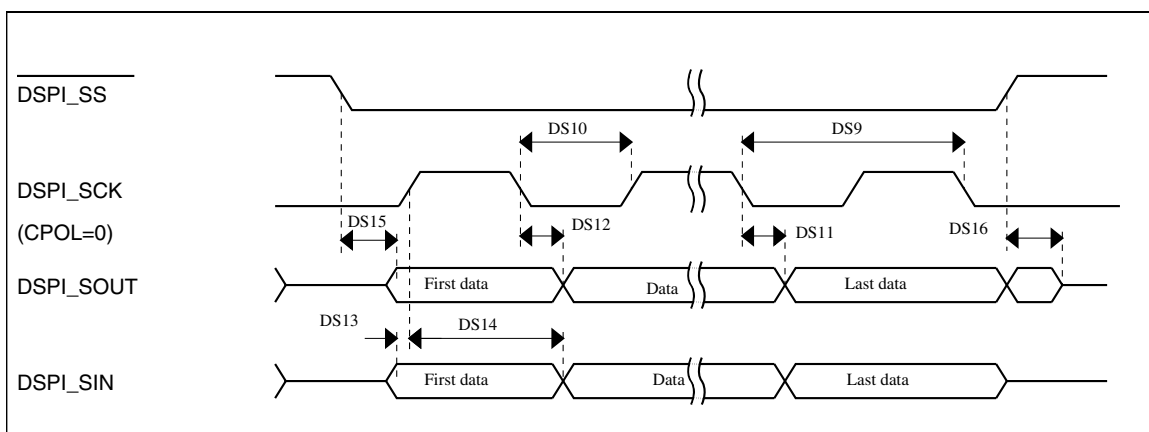 DSPI_SS
DS10
DS9
DSPI_SCK
(CPOL=0)
DS15
DS12
DS11
DS16
DSPI_SOUT
First data
Data
Last data
DS13
DS14
DSPI_SIN
First data
Data
Last data